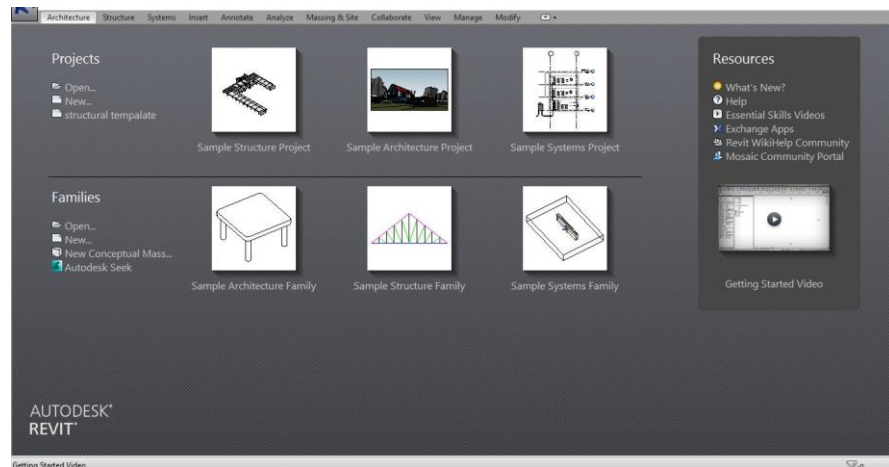 Architecture Structure Systems Insert Annotate Analyze Massing & Site Collaborate View Manage Modify
Projects
Open...
New...
structural tempalate
Sample Structure Project
Sample Architecture Project
Sample Systems Project
Families
Open...
New...
New Conceptual Mass...
Autodesk Seek
Sample Architecture Family
Sample Structure Family
Sample Systems Family
Resources
What's New?
Help
Essential Skills Videos
Exchange Apps
Revit WikiHelp Community
Mosaic Community Portal
Getting Started Video
AUTODESK®
REVIT®
Getting Started Video